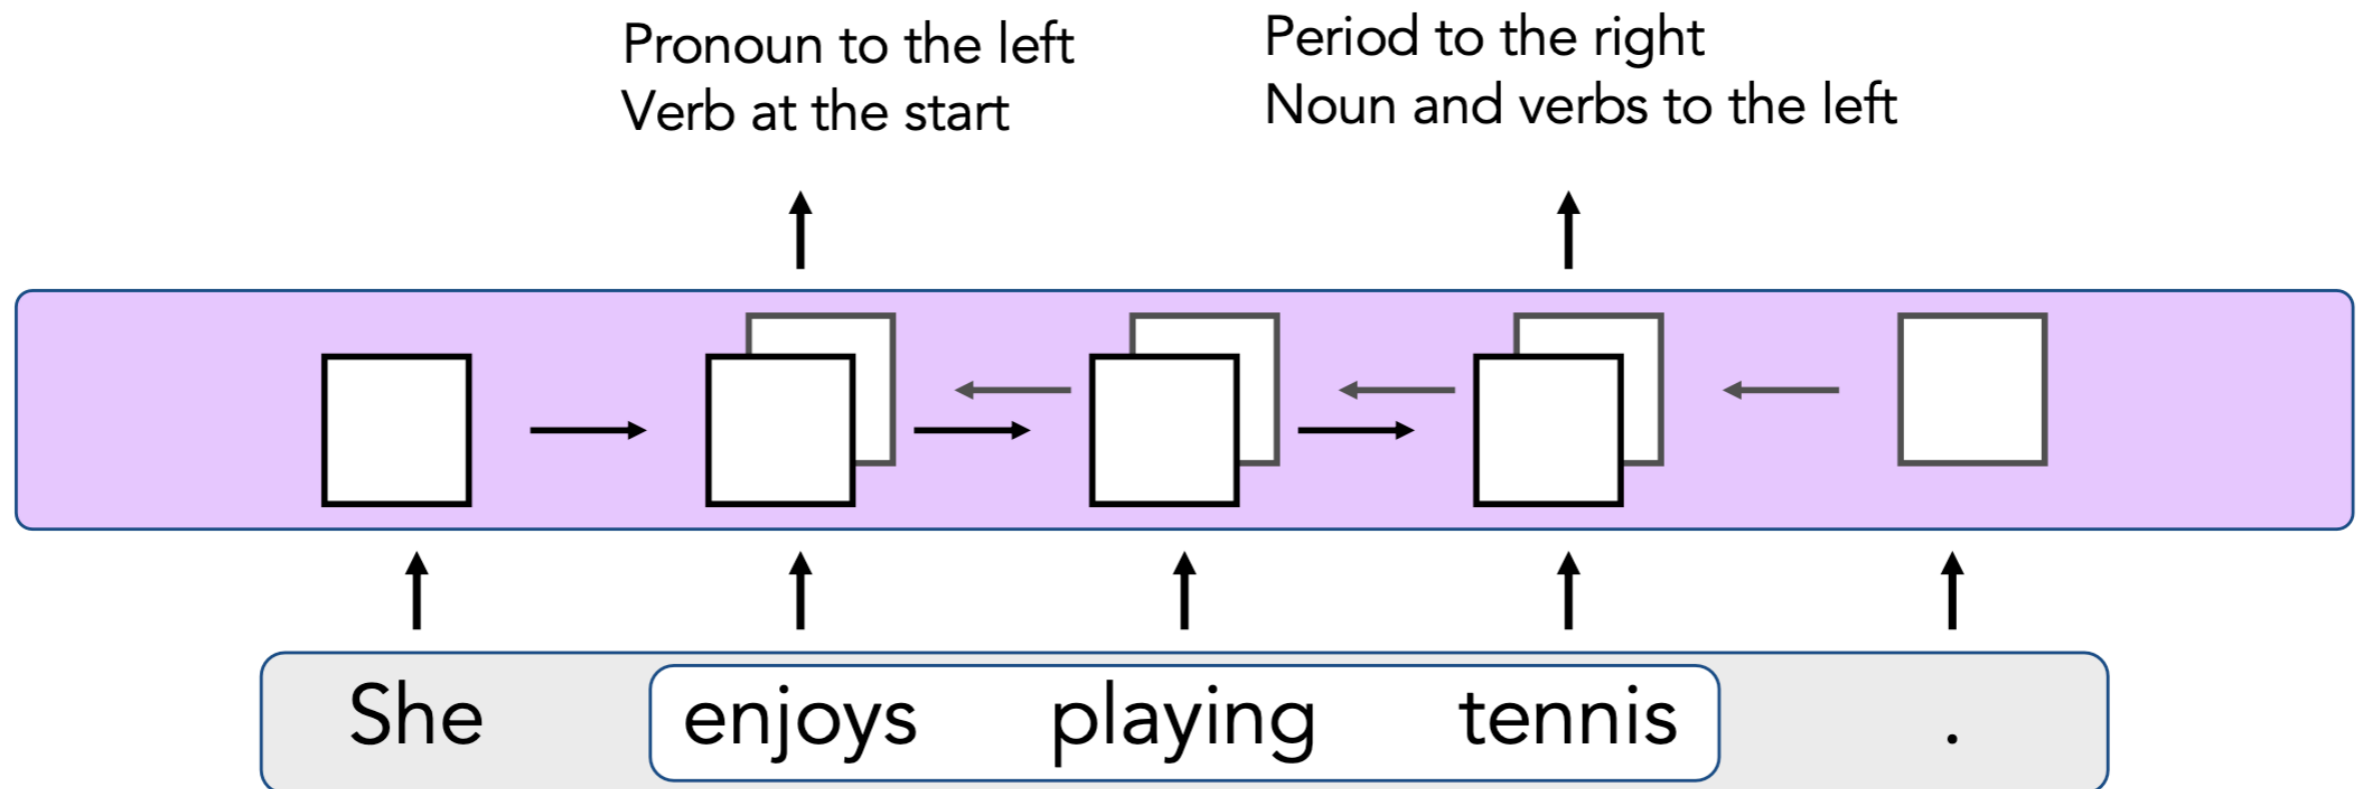 Pronoun to the left
Verb at the start
Period to the right
Noun and verbs to the left
She enjoys playing tennis .